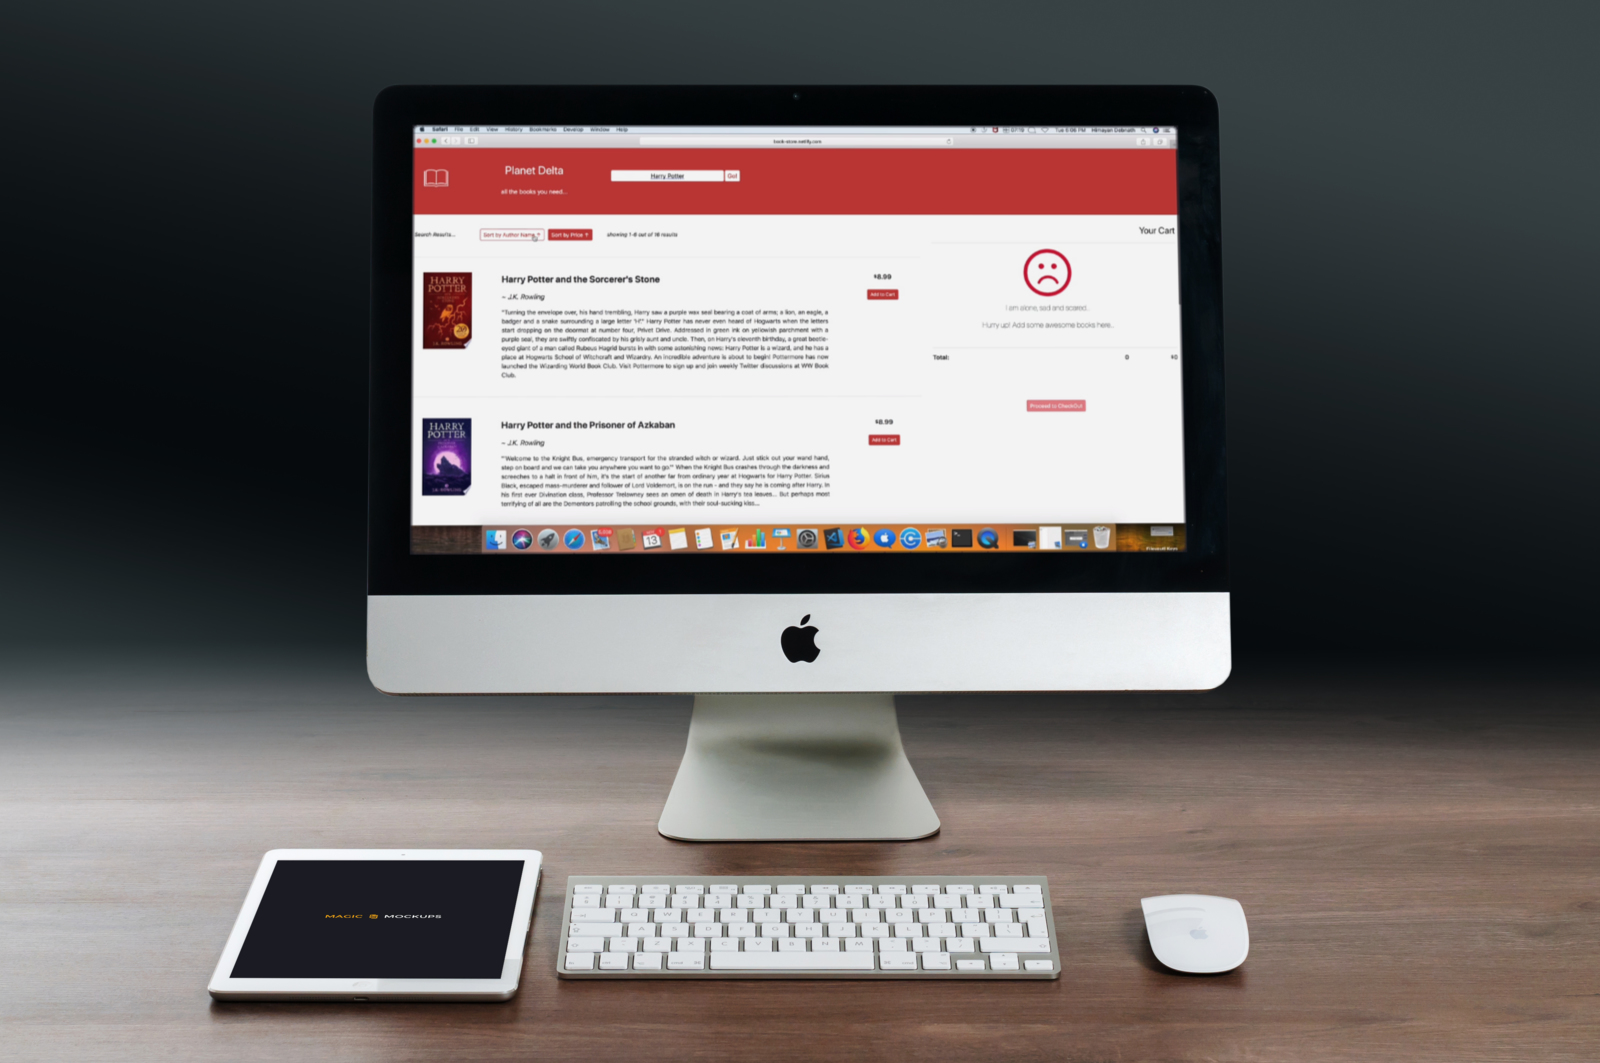 Safari File Edit View History Bookmarks Develop Window Help
Tue 5:56 PM Himayan Debnath
book-store.netlify.com
Planet Delta
all the books you need...
Harry Potter Go!
Search Results...
Sort by Author Name
Sort by Price
showing 1-6 out of 16 results
Your Cart
HARRY
POTTER
J.K. ROWLING
Harry Potter and the Sorcerer's Stone
~ J.K. Rowling
"Turning the envelope over, his hand trembling, Harry saw a purple wax seal bearing a coat of arms; a lion, an eagle, a
badger and a snake surrounding a large letter 'H'." Harry Potter has never even heard of Hogwarts when the letters
start dropping on the doormat at number four, Privet Drive. Addressed in green ink on yellowish parchment with a
purple seal, they are swiftly confiscated by his grisly aunt and uncle. Then, on Harry's eleventh birthday, a great beetle-
eyed giant of a man called Rubeus Hagrid bursts in with some astonishing news: Harry Potter is a wizard, and he has a
place at Hogwarts School of Witchcraft and Wizardry. An incredible adventure is about to begin! Pottermore has now
launched the Wizarding World Book Club. Visit Pottermore to sign up and join weekly Twitter discussions at WW Book
Club.
$8.99
Add to Cart
I am alone, sad and scared..
Hurry up! Add some awesome books here..
Total: 0 $0
Proceed to CheckOut
HARRY
POTTER
Harry Potter and the Prisoner of Azkaban
~ J.K. Rowling
"'Welcome to the Knight Bus, emergency transport for the stranded witch or wizard. Just stick out your wand hand,
step on board and we can take you anywhere you want to go.'" When the Knight Bus crashes through the darkness and
screeches to a halt in front of him, it's the start of another far from ordinary year at Hogwarts for Harry Potter. Sirius
Black, escaped mass-murderer and follower of Lord Voldemort, is on the run - and they say he is coming after Harry. In
his first ever Divination class, Professor Trelawney sees an omen of death in Harry's tea leaves... But perhaps most
terrifying of all are the Dementors patrolling the school grounds, with their soul-sucking kiss...
$8.99
Add to Cart
13
MAGIC MOCKUPS
Q W E R T Y U I O P
A S D F G H J K L
Z X C V B N M